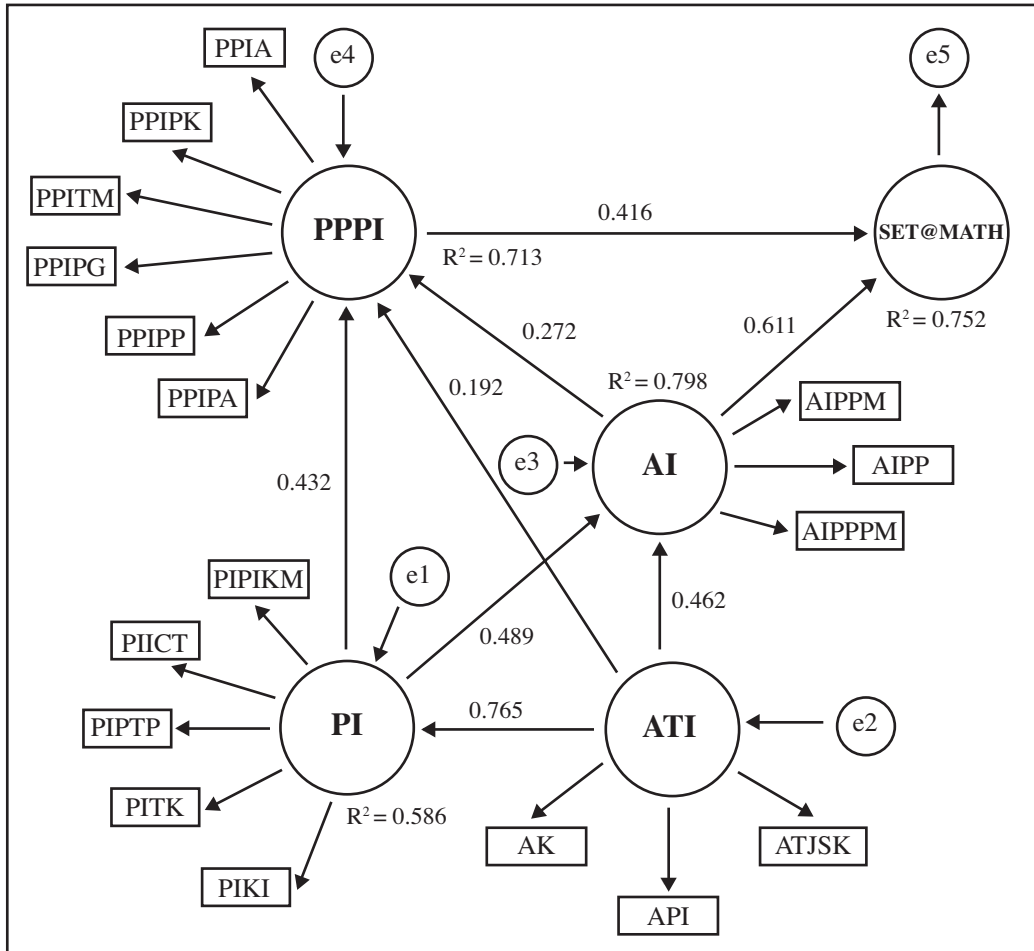 PPIA
e4
e5
PPIPK
PPITM
PPPI
0.416
SET@MATH
R² = 0.713
PPIPG
R² = 0.752
PPIPP
0.272
0.611
PPIPA
0.192
R² = 0.798
AIPPM
e3
AI
AIPP
0.432
AIPPPM
PIPIKM
e1
0.462
PIICT
0.489
PIPTP
PI
0.765
ATI
e2
PITK
R² = 0.586
AK
ATJSK
PIKI
API